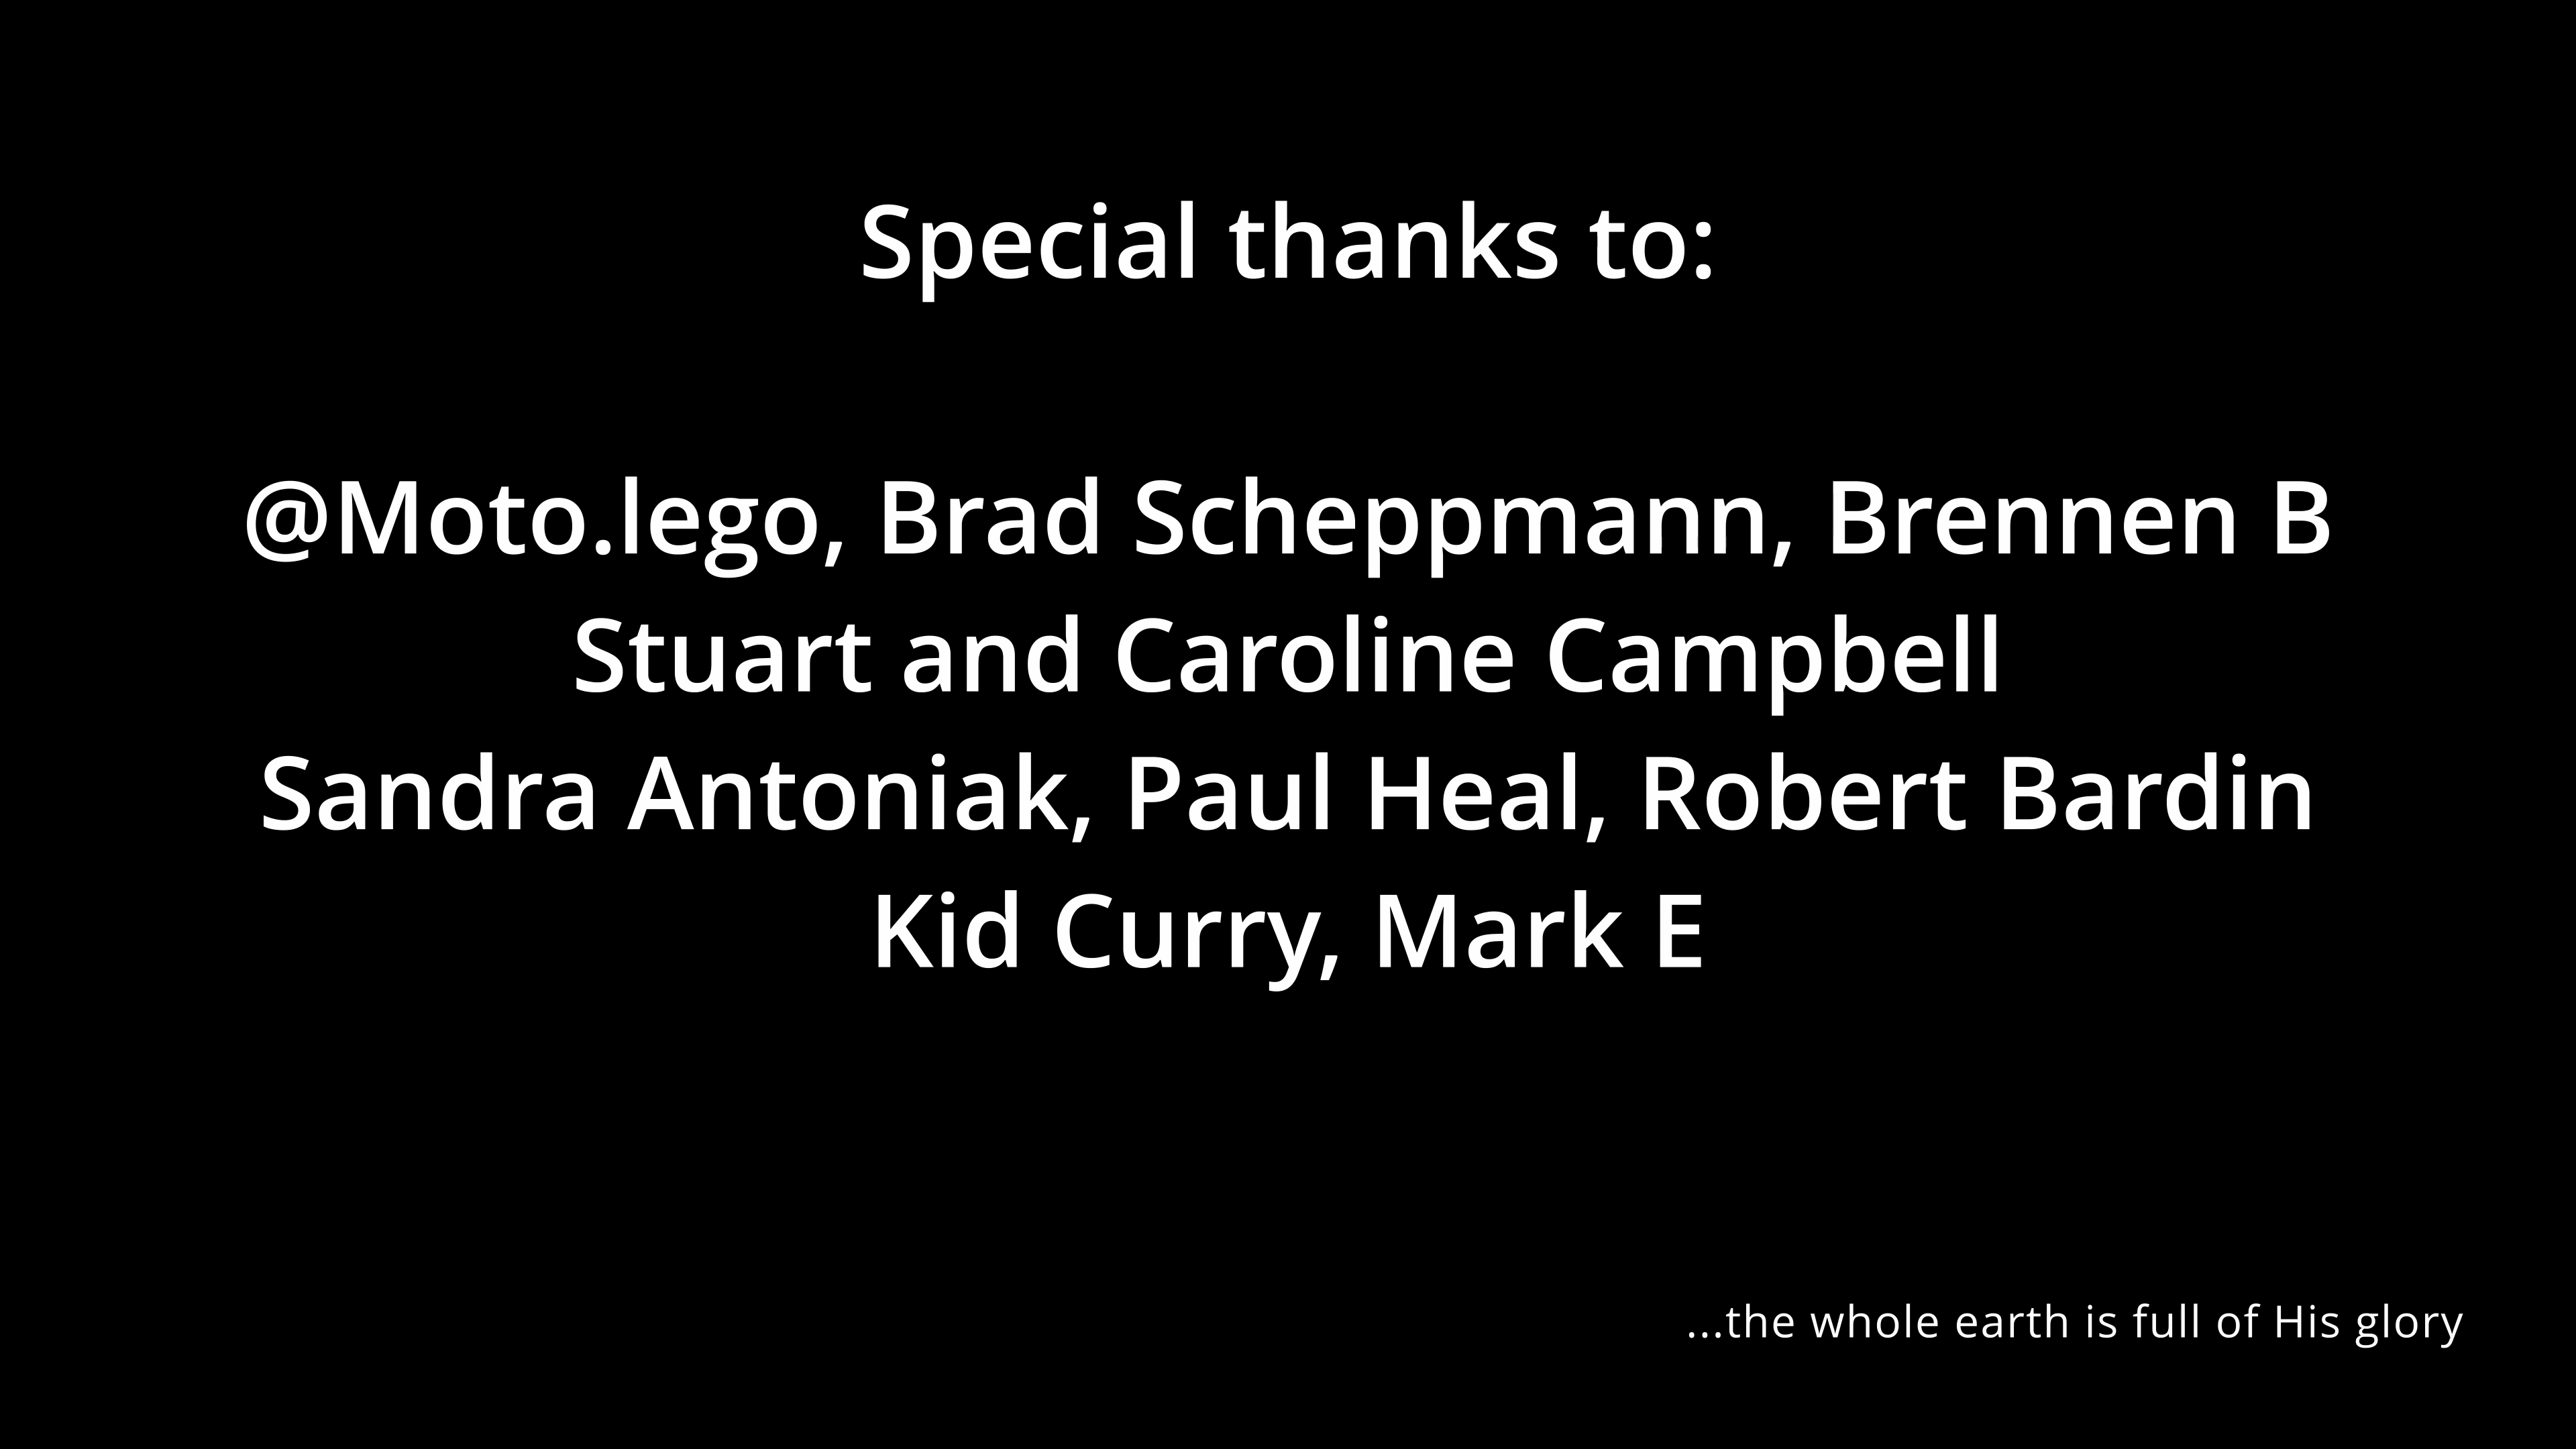 Special thanks to:
@Moto.lego, Brad Scheppmann, Brennen B
Stuart and Caroline Campbell
Sandra Antoniak, Paul Heal, Robert Bardin
Kid Curry, Mark E
...the whole earth is full of His glory